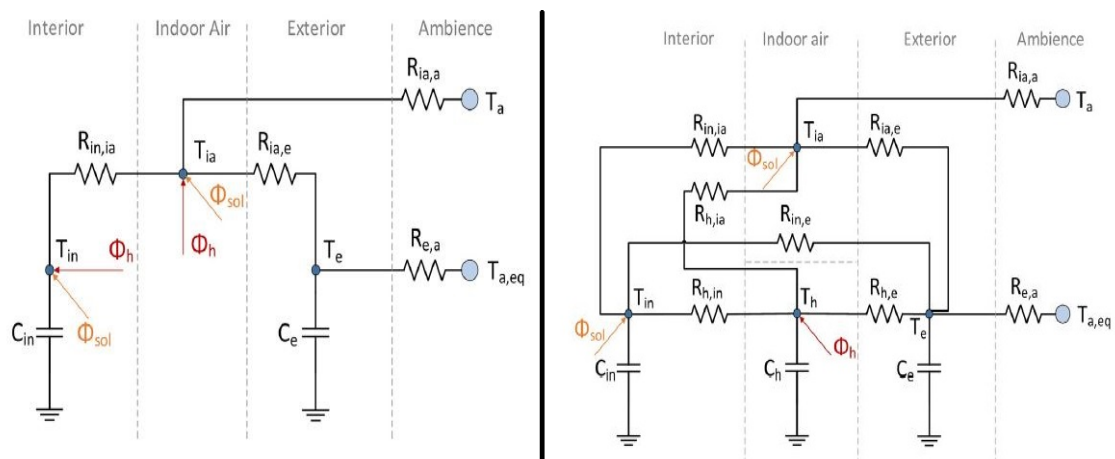 Interior Indoor Air Exterior Ambience
R_ia,a
T_a
R_in,ia
T_ia
R_ia,e
Φ_sol
T_in
Φ_h
Φ_h
T_e
R_e,a
T_a,eq
C_in
Φ_sol
C_e
Interior Indoor air Exterior Ambience
R_ia,a
T_a
R_in,ia
T_ia
R_ia,e
Φ_sol
R_h,ia
R_in,e
T_in
R_h,in
T_h
R_h,e
R_e,a
Φ_sol
T_e
T_a,eq
Φ_h
C_in
C_h
C_e